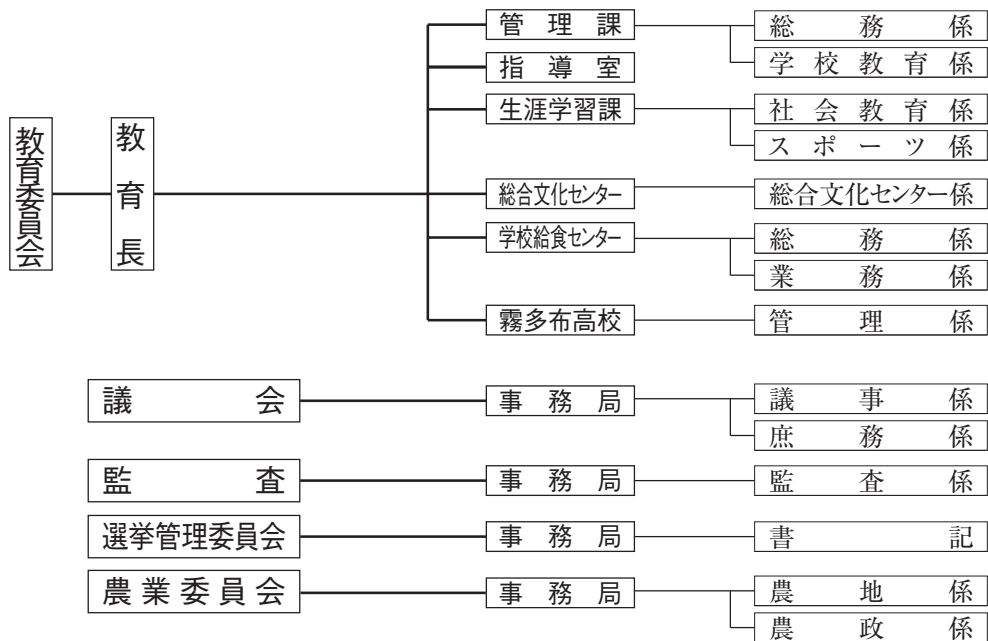 教育委員会
教育長
管理課
総務係
学校教育係
指導室
生涯学習課
社会教育係
スポーツ係
総合文化センター
総合文化センター係
学校給食センター
総務係
業務係
霧多布高校
管理係
議会
事務局
議事係
庶務係
監査
事務局
監査係
選挙管理委員会
事務局
書記
農業委員会
事務局
農地係
農政係